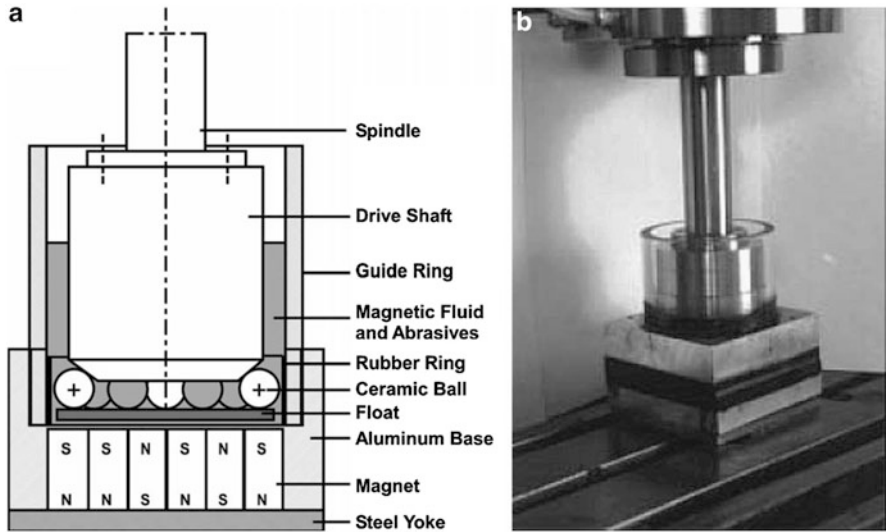 a
Spindle
Drive Shaft
Guide Ring
Magnetic Fluid
and Abrasives
Rubber Ring
Ceramic Ball
Float
Aluminum Base
S S N S N S
Magnet
N N S N S N
Steel Yoke
b